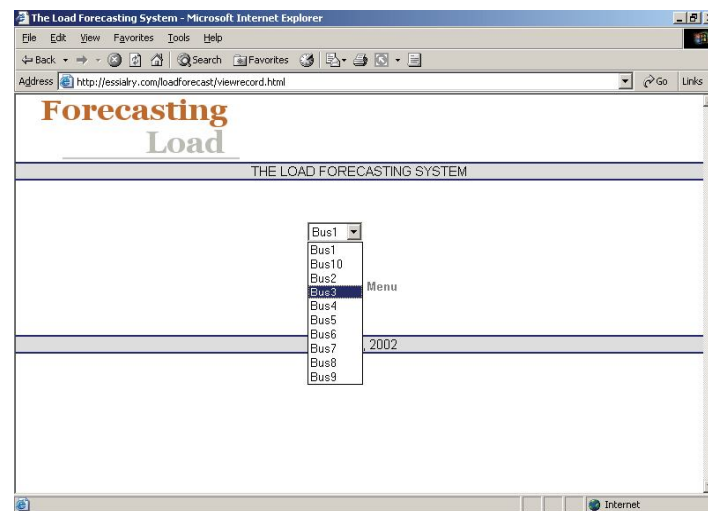 The Load Forecasting System - Microsoft Internet Explorer
File Edit View Favorites Tools Help
Back Search Favorites
Address http://essialry.com/loadforecast/viewrecord.html Go Links
Forecasting
Load
THE LOAD FORECASTING SYSTEM
Bus1
Bus1
Bus10
Bus2
Bus3
Menu
Bus4
Bus5
Bus6
Bus7
, 2002
Bus8
Bus9
Internet